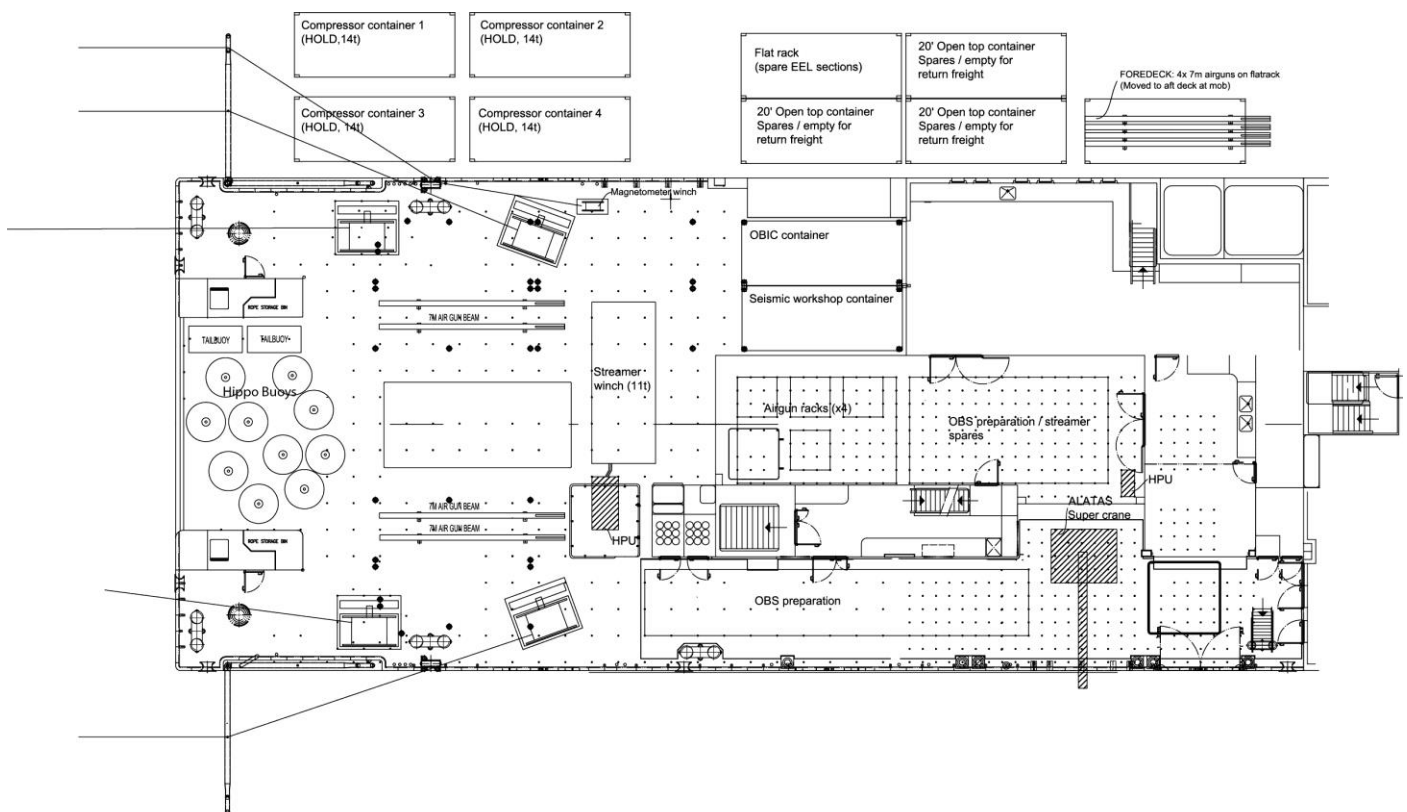 Compressor container 1
(HOLD,14t)
Compressor container 2
(HOLD, 14t)
Flat rack
(spare EEL sections)
20' Open top container
Spares / empty for
return freight
FOREDECK: 4x 7m airguns on flatrack
(Moved to aft deck at mob)
Compressor container 3
(HOLD, 14t)
Compressor container 4
(HOLD, 14t)
20' Open top container
Spares / empty for
return freight
20' Open top container
Spares / empty for
return freight
Magnetometer winch
OBIC container
Seismic workshop container
ROPE STORAGE BIN
7M AIR GUN BEAM
TAILBUOY
TAILBUOY
Hippo Buoys
Streamer
winch (11t)
Airgun racks (x4)
OBS preparation / streamer
spares
HPU
ALATAS
Super crane
7M AIR GUN BEAM
7M AIR GUN BEAM
HPU
ROPE STORAGE BIN
OBS preparation